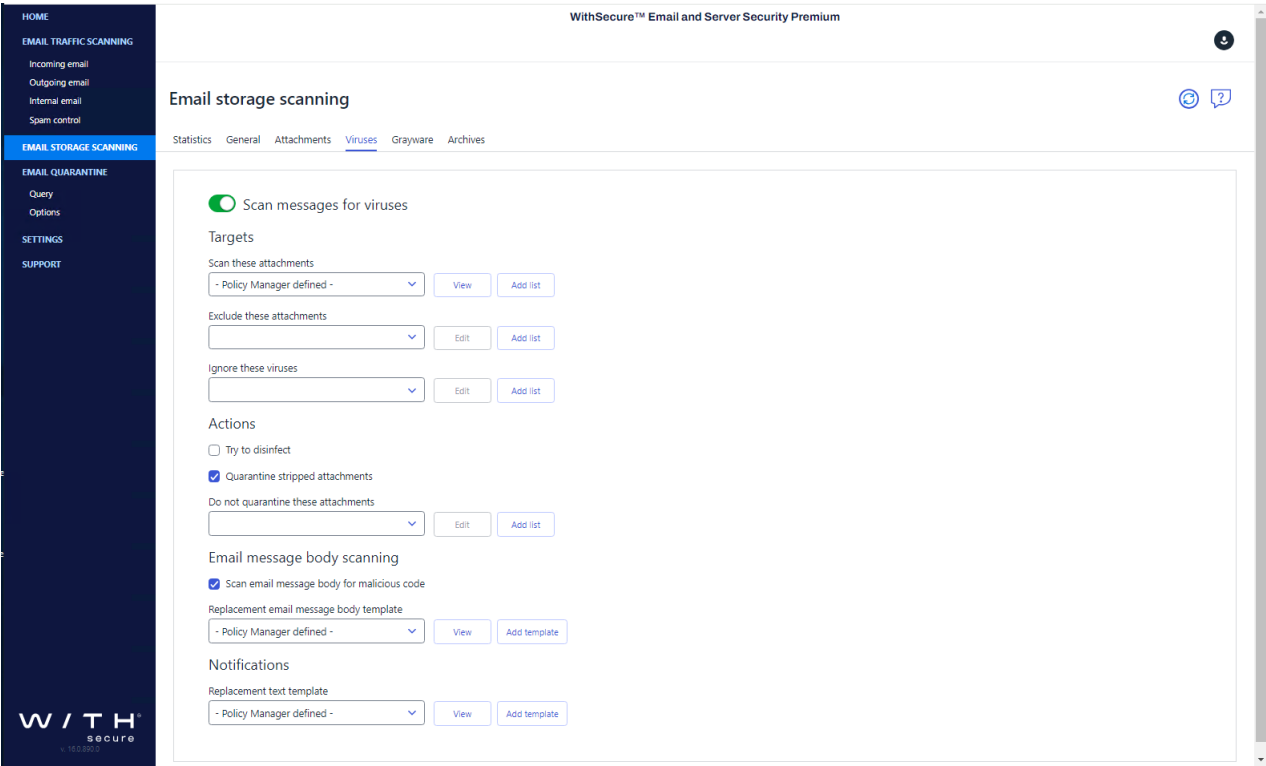 HOME
WithSecure™ Email and Server Security Premium
EMAIL TRAFFIC SCANNING
Incoming email
Outgoing email
Internal email
Spam control
EMAIL STORAGE SCANNING
EMAIL QUARANTINE
Query
Options
SETTINGS
SUPPORT
Email storage scanning
Statistics General Attachments Viruses Grayware Archives
Scan messages for viruses
Targets
Scan these attachments
- Policy Manager defined - View Add list
Exclude these attachments
Edit Add list
Ignore these viruses
Edit Add list
Actions
Try to disinfect
Quarantine stripped attachments
Do not quarantine these attachments
Edit Add list
Email message body scanning
Scan email message body for malicious code
Replacement email message body template
- Policy Manager defined - View Add template
Notifications
Replacement text template
- Policy Manager defined - View Add template
W / T H
secure
v. 16.0.890.0